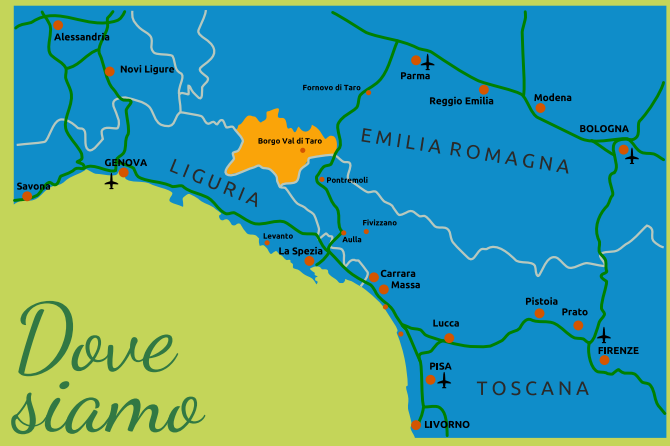 Alessandria
Novi Ligure
Parma
Fornovo di Taro
Reggio Emilia
Modena
BOLOGNA
Borgo Val di Taro
EMILIA ROMAGNA
GENOVA
LIGURIA
Pontremoli
Savona
Fivizzano
Levanto
Aulla
La Spezia
Carrara
Massa
Pistoia
Prato
Lucca
FIRENZE
PISA
TOSCANA
LIVORNO
Dove
siamo